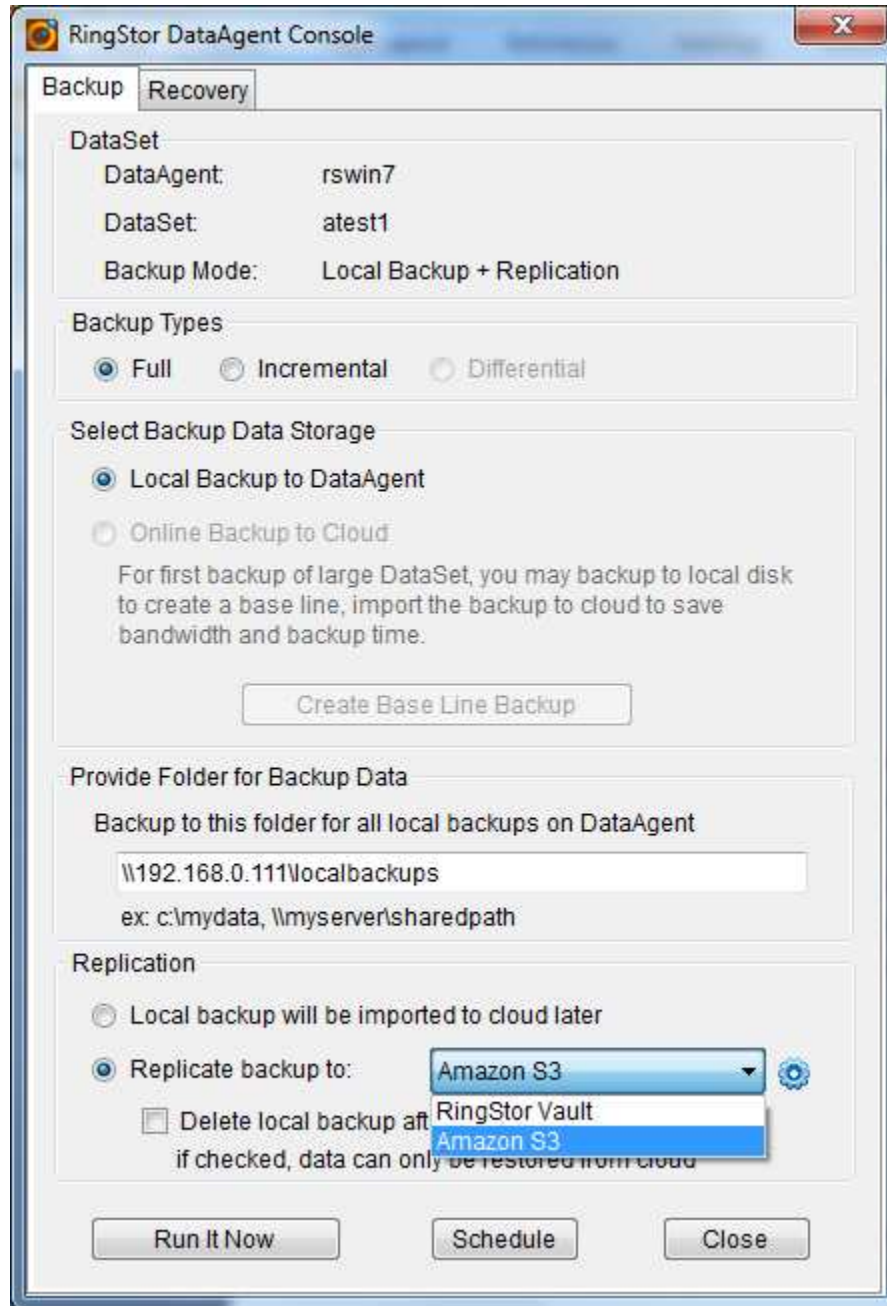 RingStor DataAgent Console
Backup
Recovery
DataSet
DataAgent: rswin7
DataSet: atest1
Backup Mode: Local Backup + Replication
Backup Types
Full Incremental Differential
Select Backup Data Storage
Local Backup to DataAgent
Online Backup to Cloud
For first backup of large DataSet, you may backup to local disk
to create a base line, import the backup to cloud to save
bandwidth and backup time.
Create Base Line Backup
Provide Folder for Backup Data
Backup to this folder for all local backups on DataAgent
\\192.168.0.111\localbackups
ex: c:\mydata, \\myserver\sharedpath
Replication
Local backup will be imported to cloud later
Replicate backup to: Amazon S3
RingStor Vault
Delete local backup
Amazon S3
if checked, data can only be restored from cloud
Run It Now Schedule Close